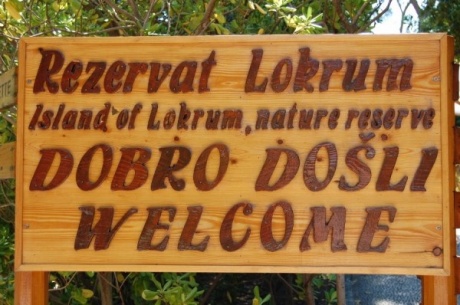 Rezervat Lokrum
Island of Lokrum, nature reserve
DOBRO DOŠLI
WELCOME